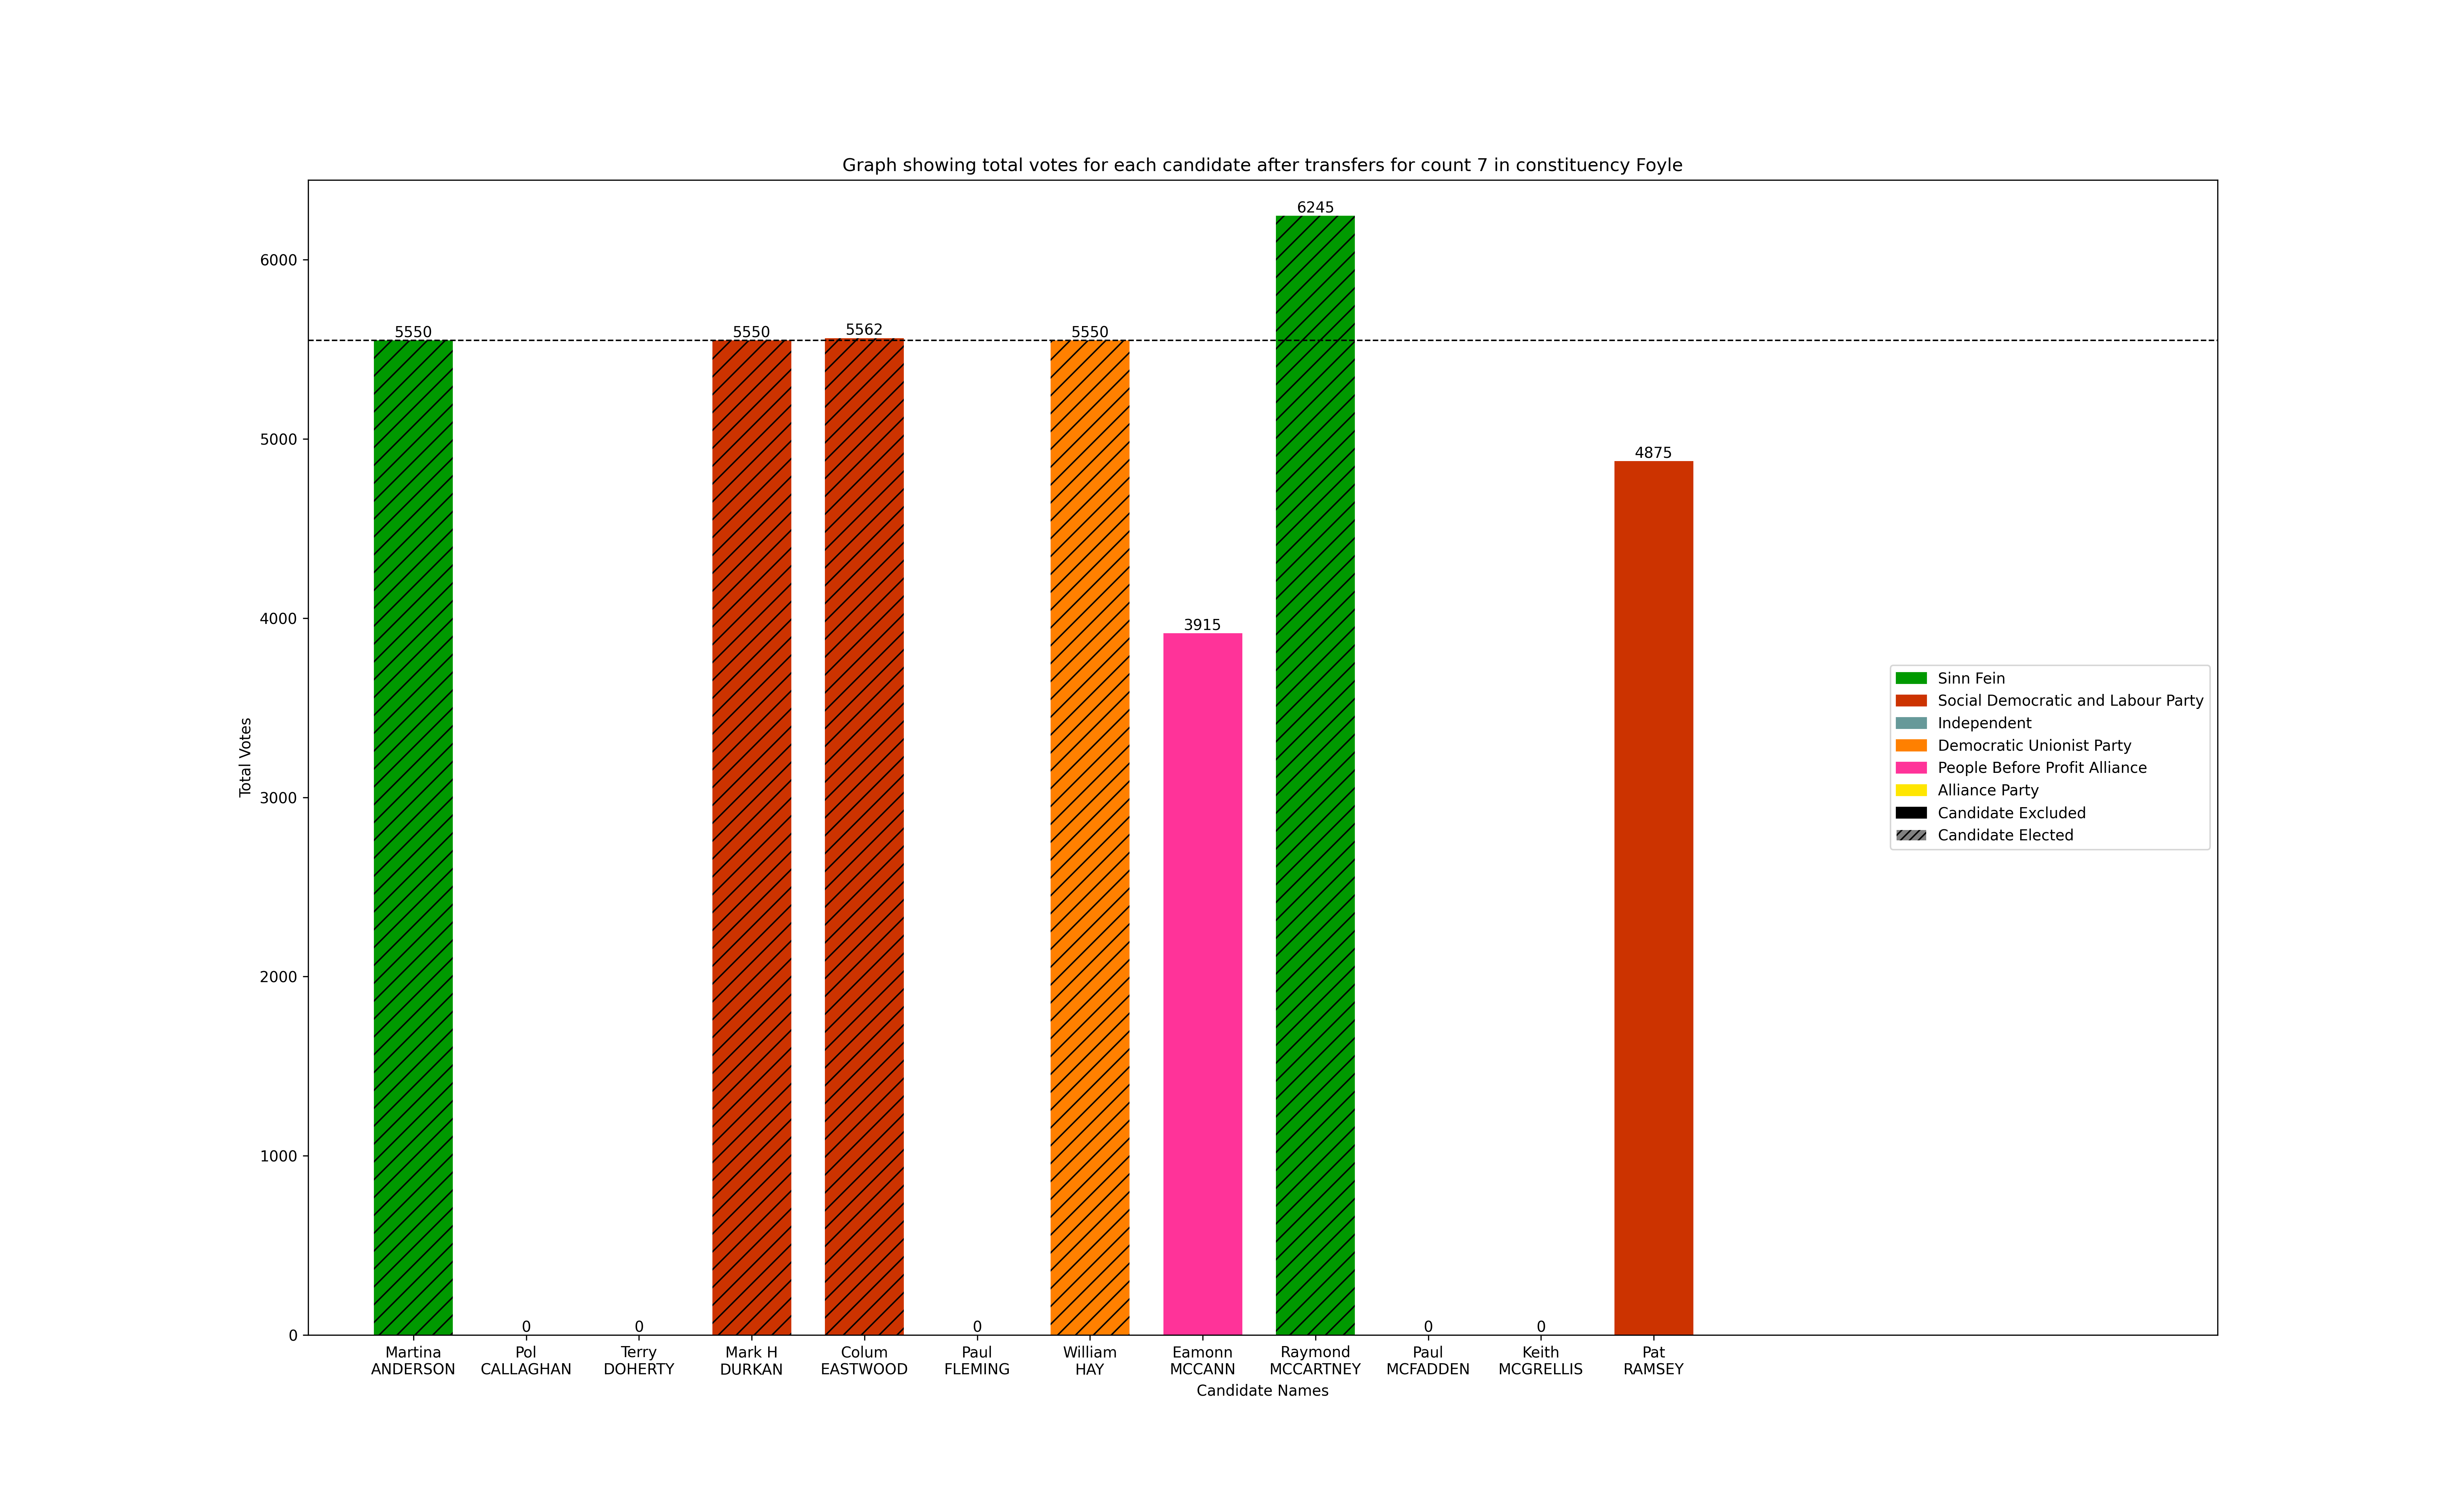 Graph showing total votes for each candidate after transfers for count 7 in constituency Foyle
6245
6000
5550
5550
5562
5550
5000
4875
4000
3915
3000
2000
1000
0
0
0
0
0
0
Total Votes
Sinn Fein
Social Democratic and Labour Party
Independent
Democratic Unionist Party
People Before Profit Alliance
Alliance Party
Candidate Excluded
Candidate Elected
Martina
ANDERSON
Pol
CALLAGHAN
Terry
DOHERTY
Mark H
DURKAN
Colum
EASTWOOD
Paul
FLEMING
William
HAY
Eamonn
MCCANN
Raymond
MCCARTNEY
Paul
MCFADDEN
Keith
MCGRELLIS
Pat
RAMSEY
Candidate Names